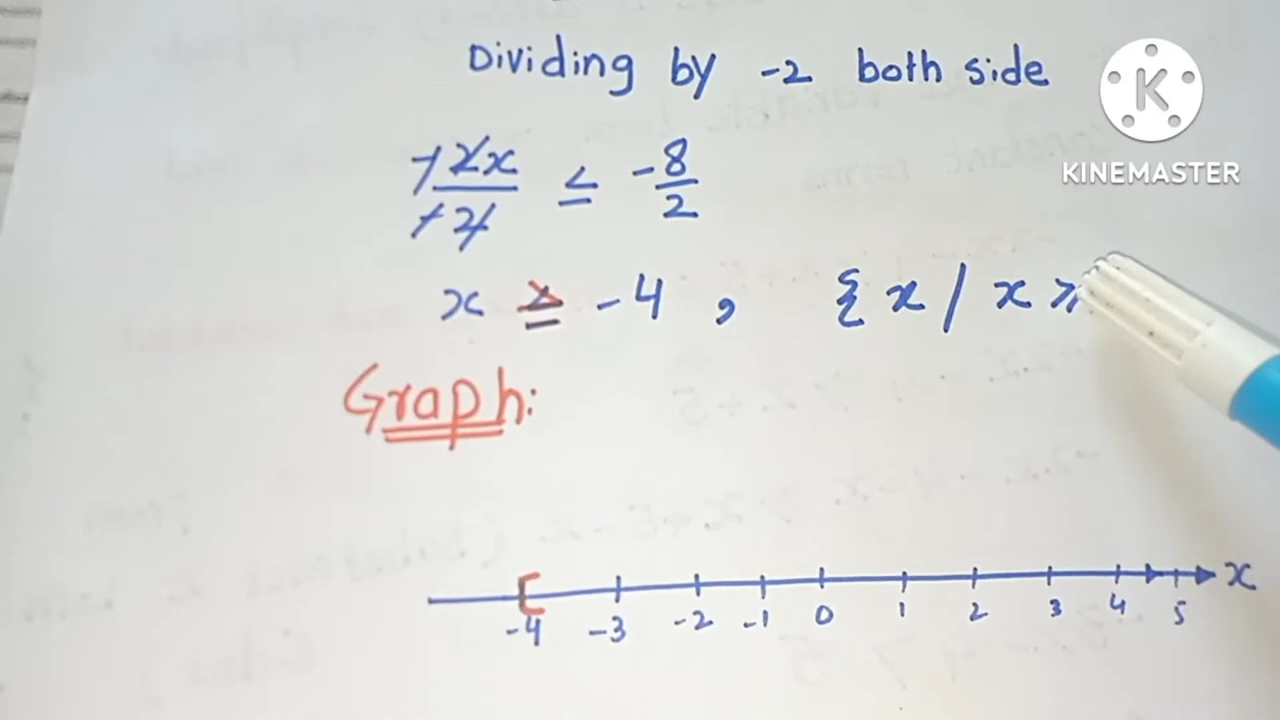 Dividing by -2 both side
K
KINEMASTER
-2x/-2 ≤ -8/2
x ≥ -4 , { x / x ≥
Graph:
x
-4 -3 -2 -1 0 1 2 3 4 5